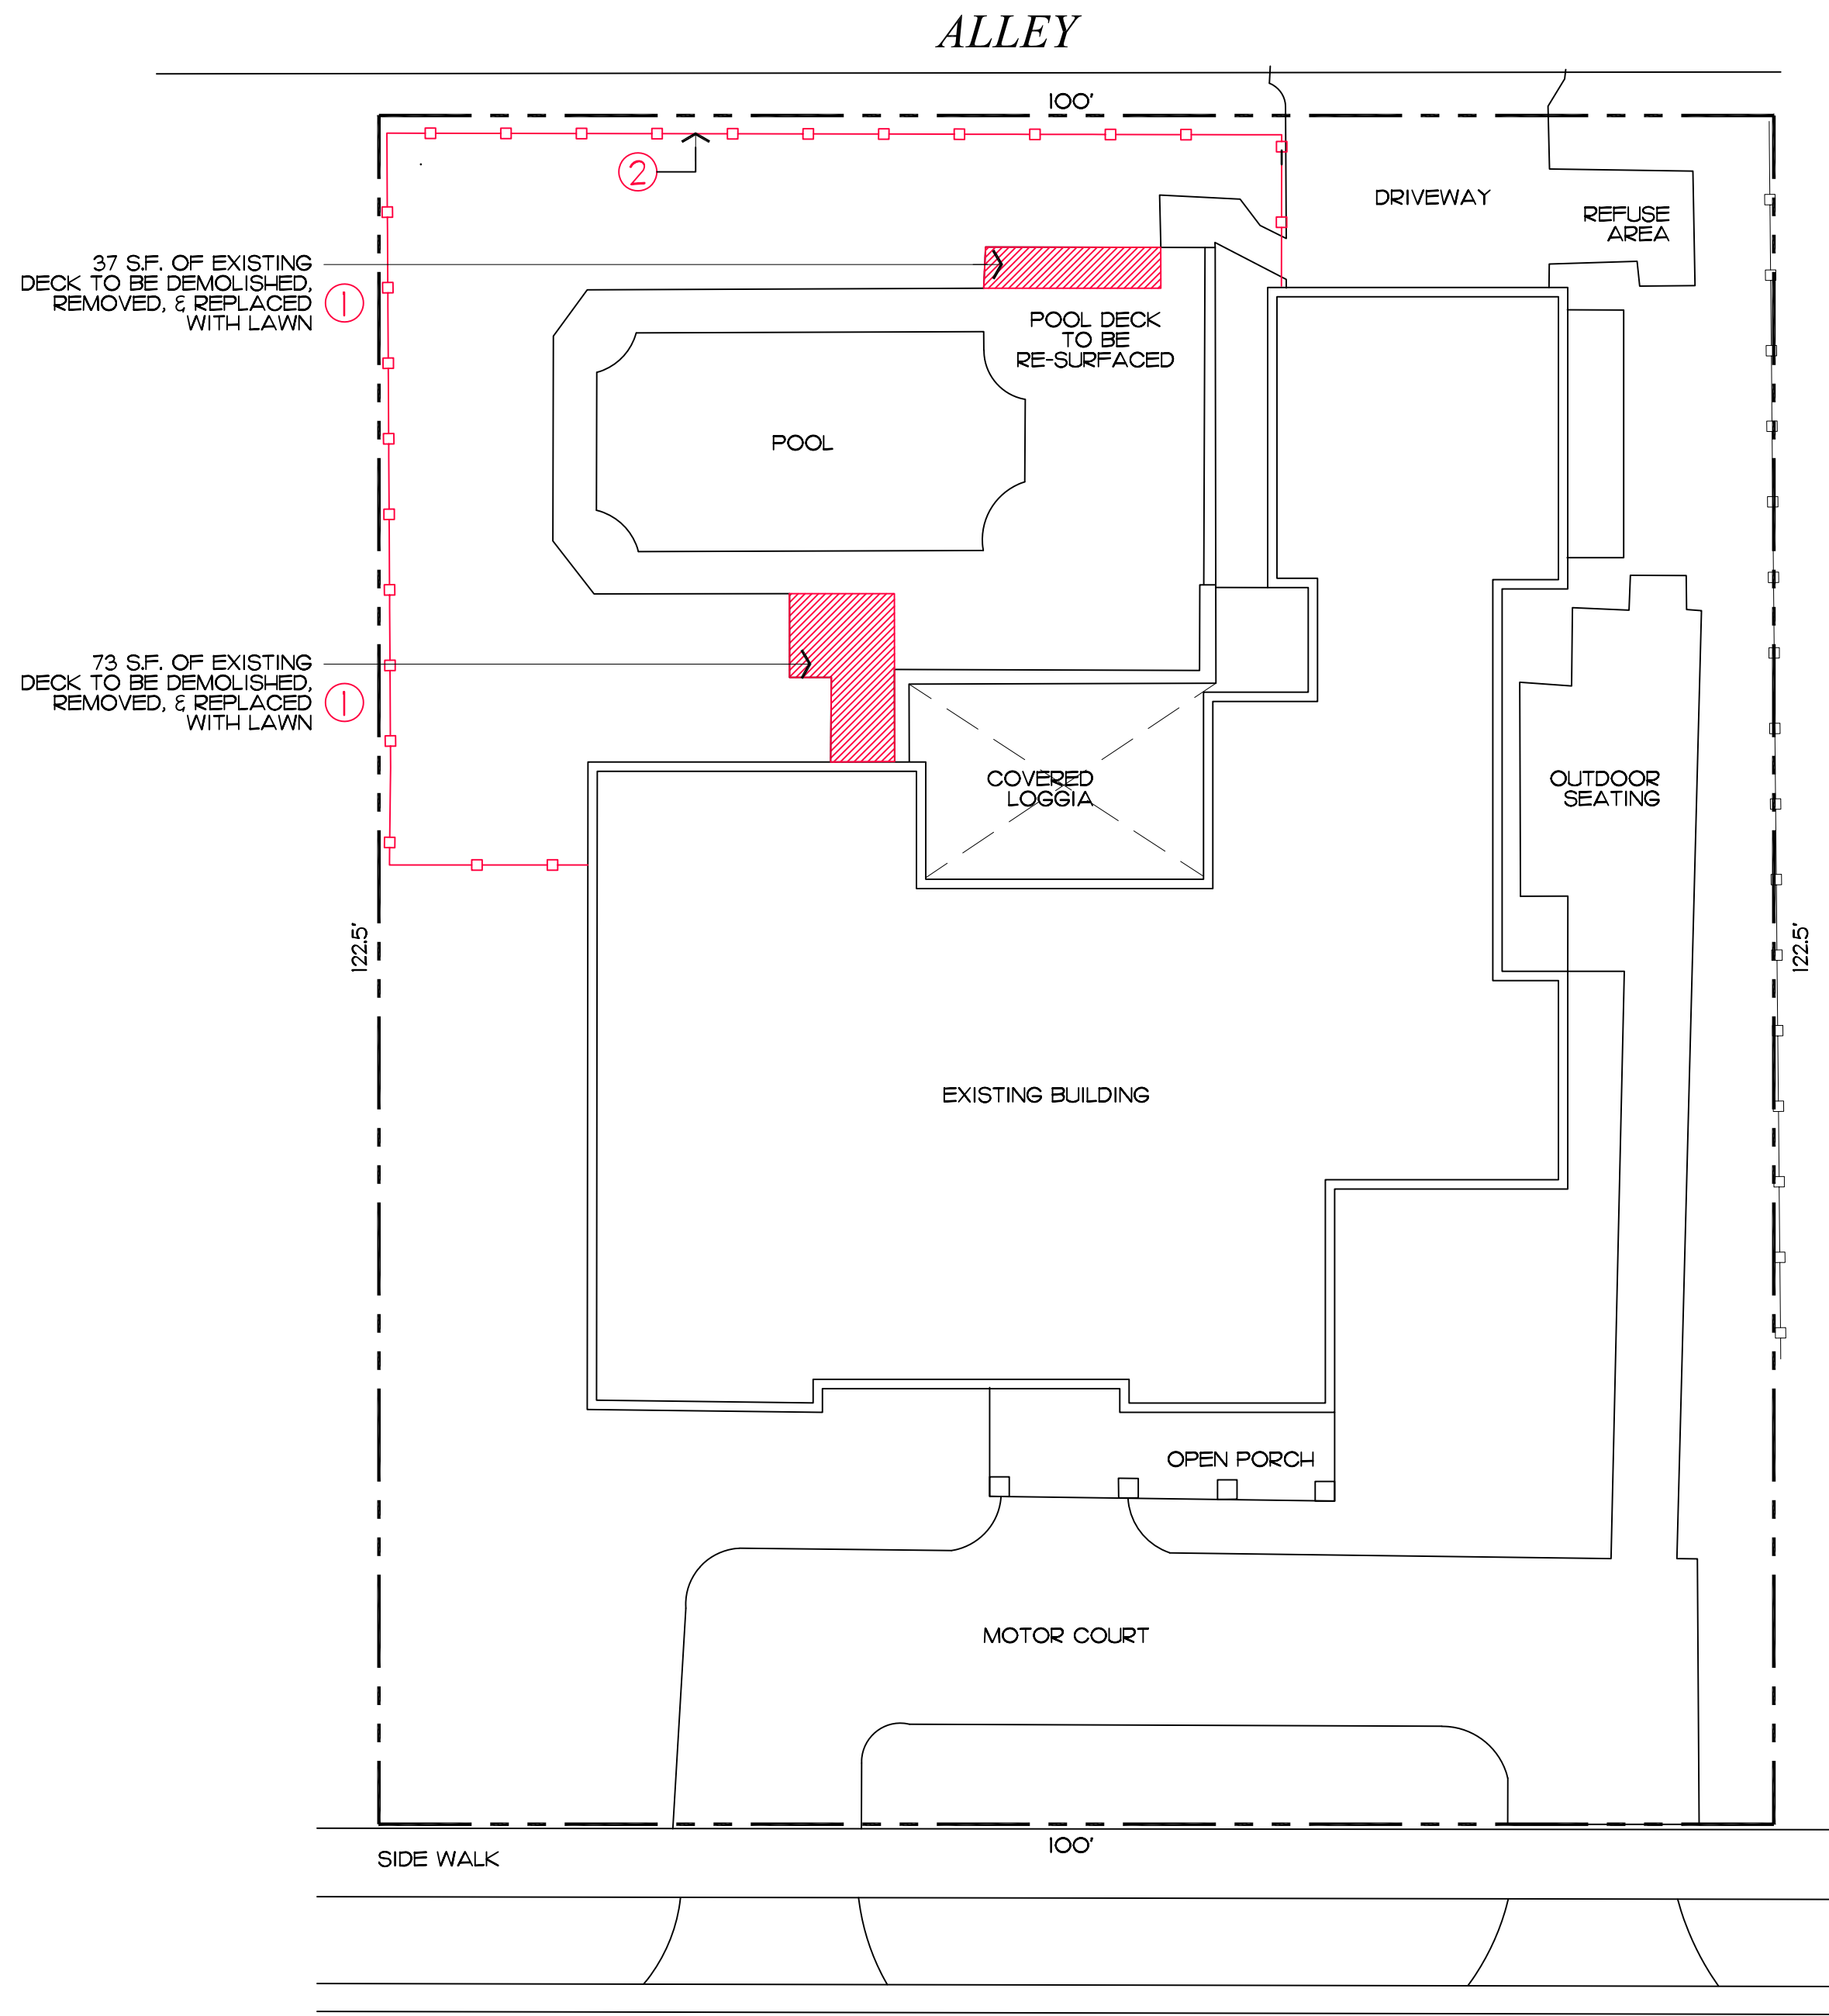 ALLEY
100'
2
DRIVEWAY
REFUSE
AREA
37 S.F. OF EXISTING
DECK TO BE DEMOLISHED,
REMOVED, & REPLACED
WITH LAWN
1
POOL DECK
TO BE
RE-SURFACED
POOL
73 S.F. OF EXISTING
DECK TO BE DEMOLISHED,
REMOVED, & REPLACED
WITH LAWN
1
COVERED
LOGGIA
OUTDOOR
SEATING
122.5'
122.5'
EXISTING BUILDING
OPEN PORCH
MOTOR COURT
100'
SIDE WALK